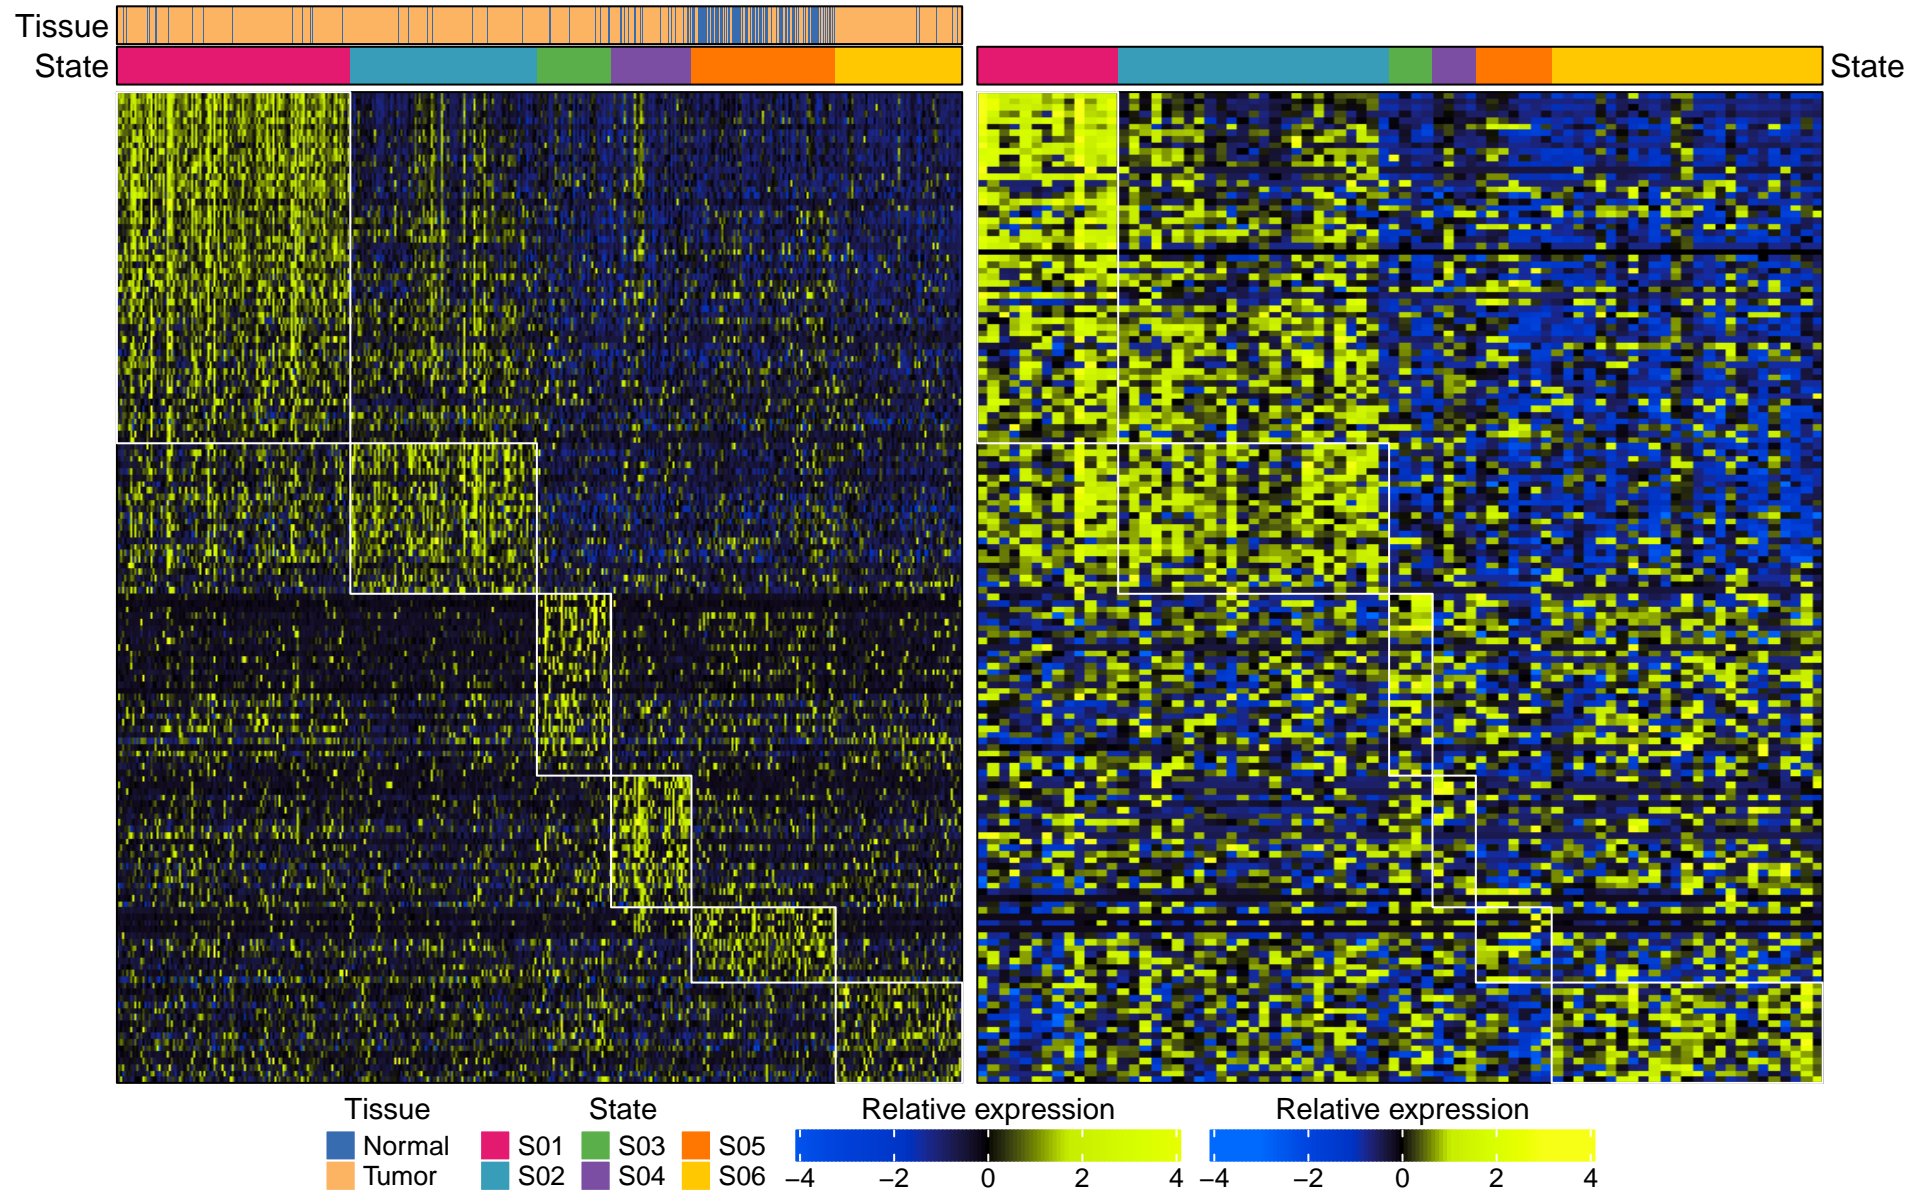 Tissue
State
State
Tissue
State
Relative expression
Relative expression
Normal
S01
S03
S05
Tumor
S02
S04
S06
−4
−2
0
2
4
−4
−2
0
2
4